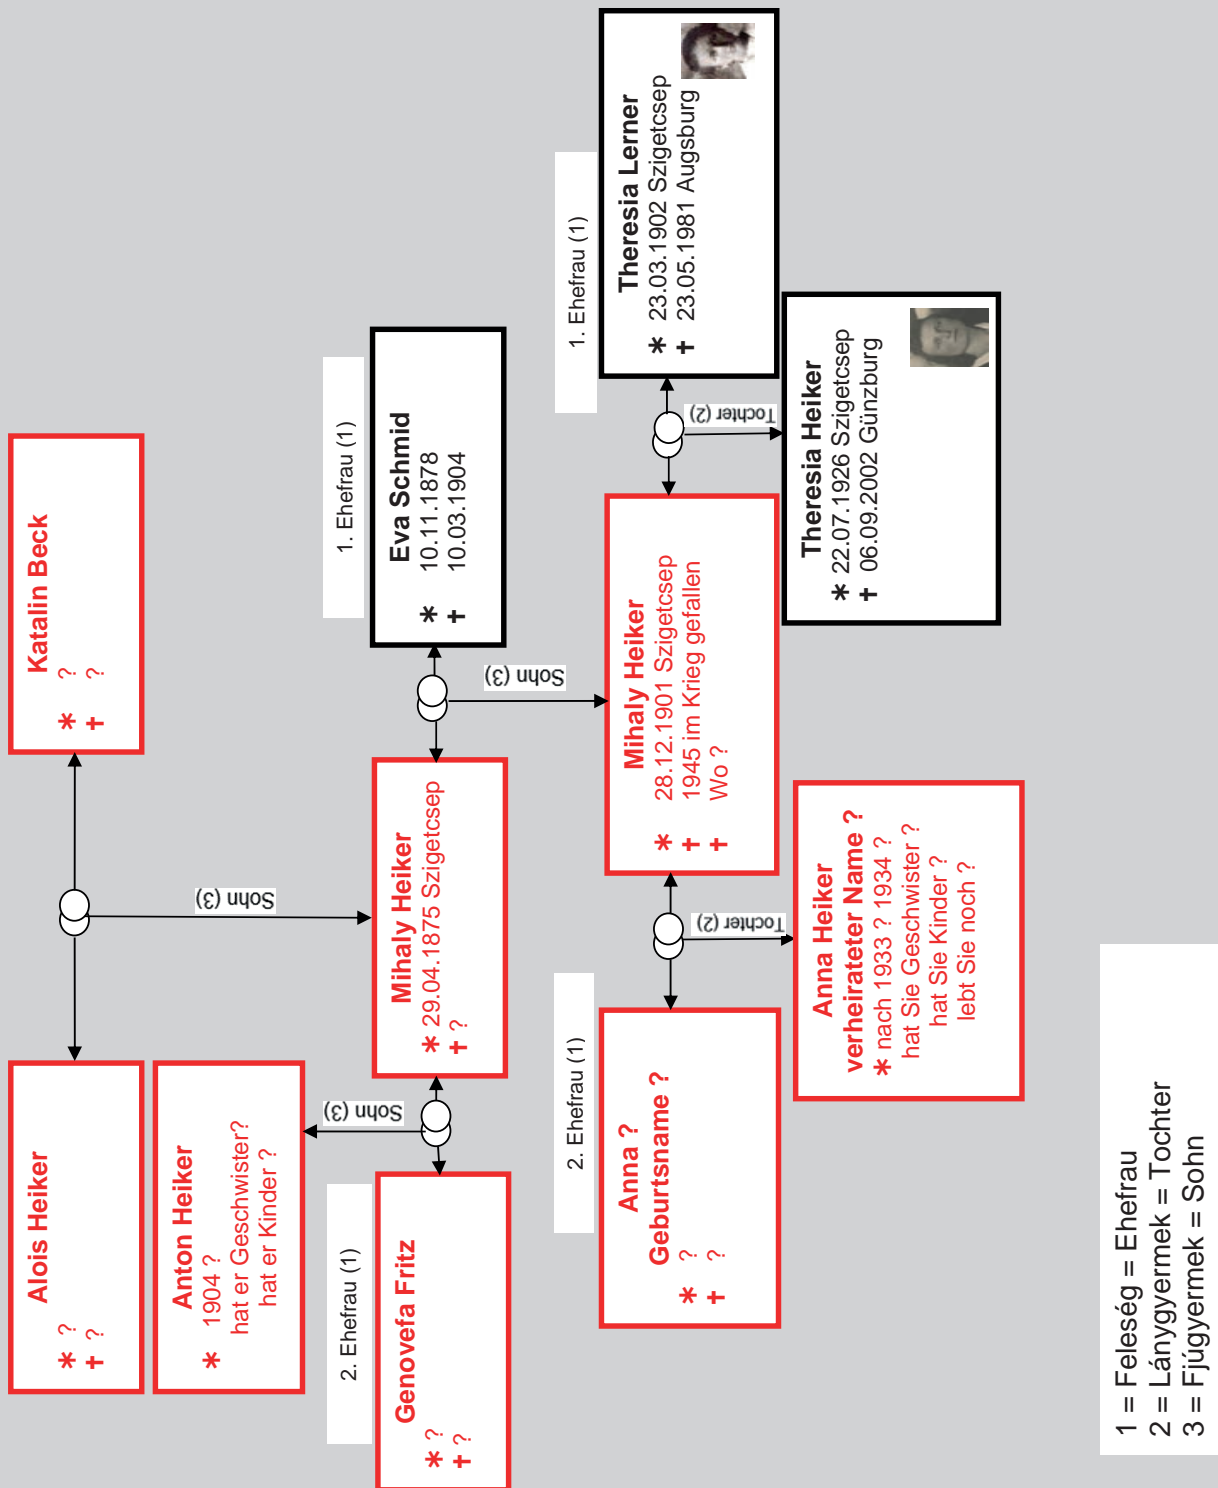 Alois Heiker
* ?
† ?
Katalin Beck
* ?
† ?
Anton Heiker
* 1904 ?
hat er Geschwister?
hat er Kinder ?
Sohn (3)
Sohn (3)
2. Ehefrau (1)
Genovefa Fritz
* ?
† ?
Mihaly Heiker
* 29.04.1875 Szigetcsep
† ?
1. Ehefrau (1)
Eva Schmid
* 10.11.1878
† 10.03.1904
Sohn (3)
2. Ehefrau (1)
Anna ?
Geburtsname ?
* ?
† ?
Mihaly Heiker
* 28.12.1901 Szigetcsep
† 1945 im Krieg gefallen
† Wo ?
1. Ehefrau (1)
Theresia Lerner
* 23.03.1902 Szigetcsep
† 23.05.1981 Augsburg
Tochter (2)
Tochter (2)
Anna Heiker
verheirateter Name ?
* nach 1933 ? 1934 ?
hat Sie Geschwister ?
hat Sie Kinder ?
lebt Sie noch ?
Theresia Heiker
* 22.07.1926 Szigetcsep
† 06.09.2002 Günzburg
1 = Feleség = Ehefrau
2 = Lánygyermek = Tochter
3 = Fjúgyermek = Sohn